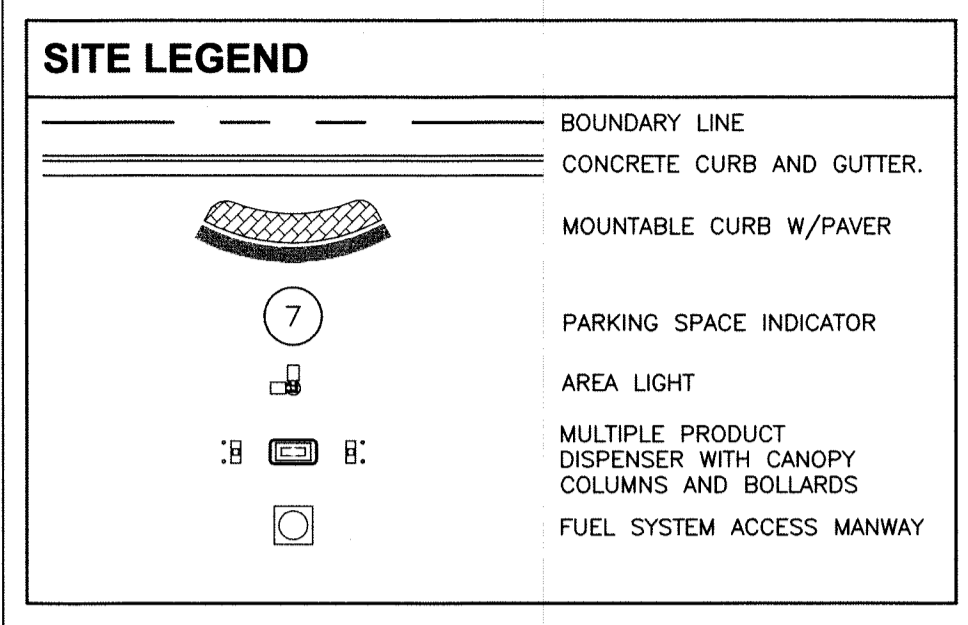 SITE LEGEND
BOUNDARY LINE
CONCRETE CURB AND GUTTER.
MOUNTABLE CURB W/PAVER
7
PARKING SPACE INDICATOR
AREA LIGHT
MULTIPLE PRODUCT
DISPENSER WITH CANOPY
COLUMNS AND BOLLARDS
FUEL SYSTEM ACCESS MANWAY